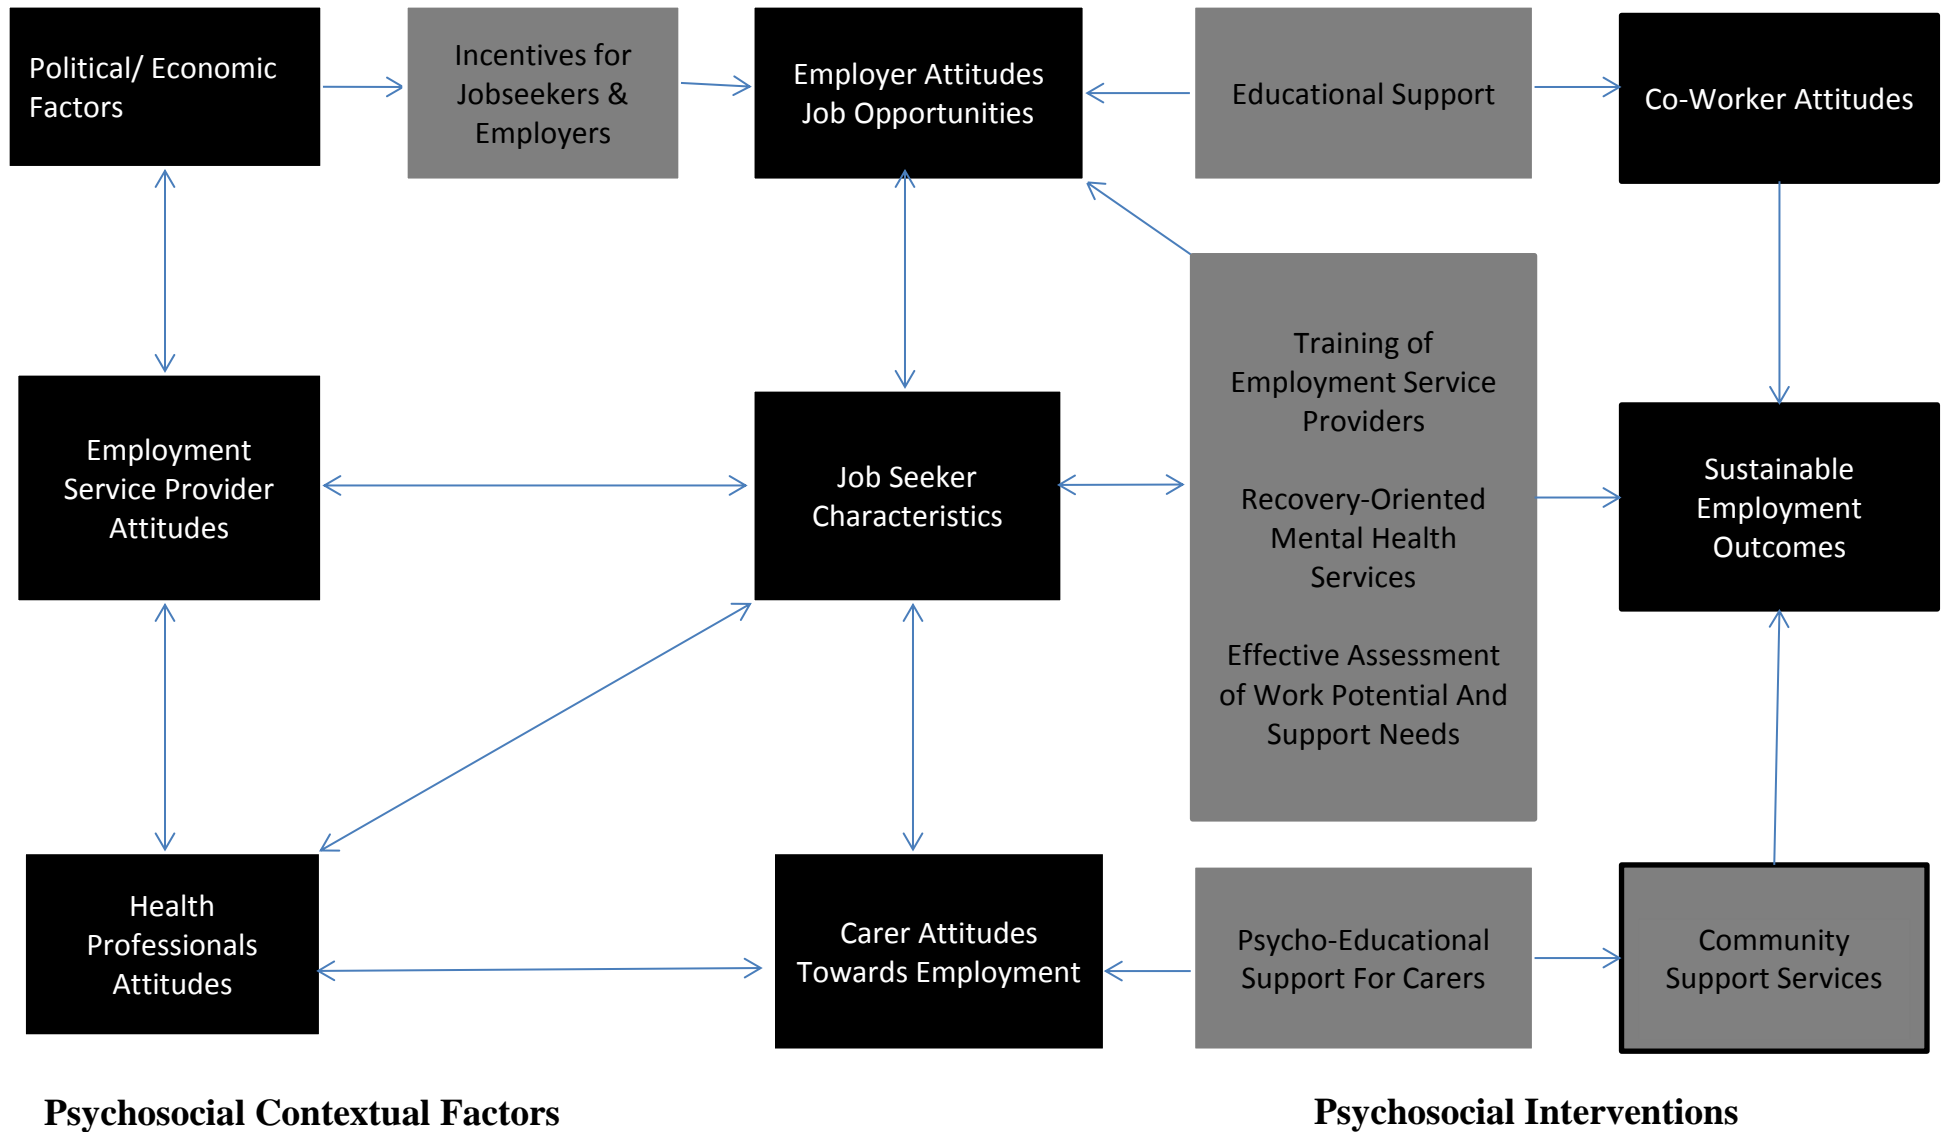 Political/ Economic
Factors
Incentives for
Jobseekers &
Employers
Employer Attitudes
Job Opportunities
Educational Support
Co-Worker Attitudes
Employment
Service Provider
Attitudes
Job Seeker
Characteristics
Training of
Employment Service
Providers
Recovery-Oriented
Mental Health
Services
Effective Assessment
of Work Potential And
Support Needs
Sustainable
Employment
Outcomes
Health
Professionals
Attitudes
Carer Attitudes
Towards Employment
Psycho-Educational
Support For Carers
Community
Support Services
Psychosocial Contextual Factors
Psychosocial Interventions